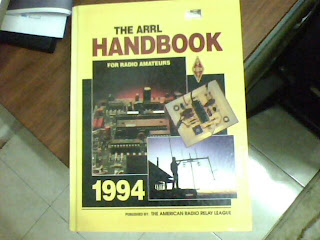 THE ARRL
HANDBOOK
FOR RADIO AMATEURS
1994
PUBLISHED BY: THE AMERICAN RADIO RELAY LEAGUE